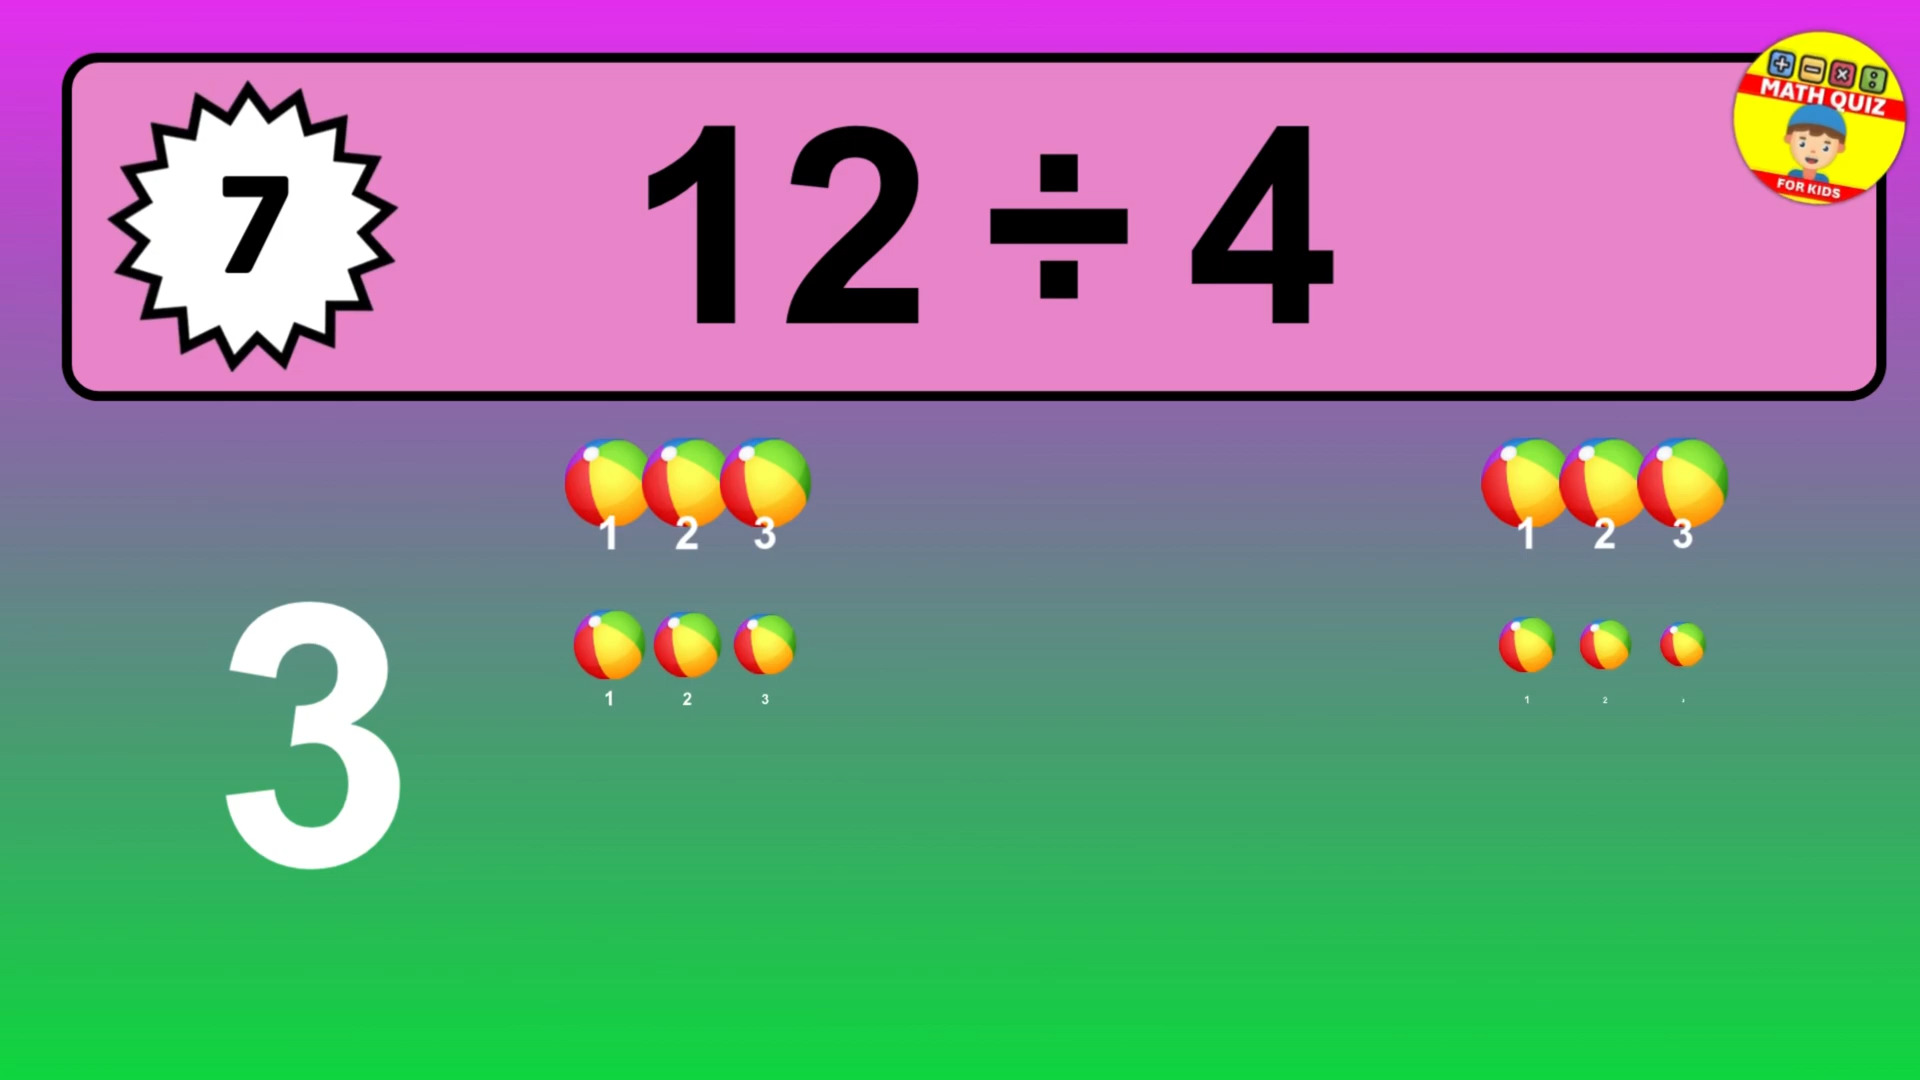 7
12 ÷ 4
MATH QUIZ
FOR KIDS
1 2 3
1 2 3
3
1 2 3
1 2